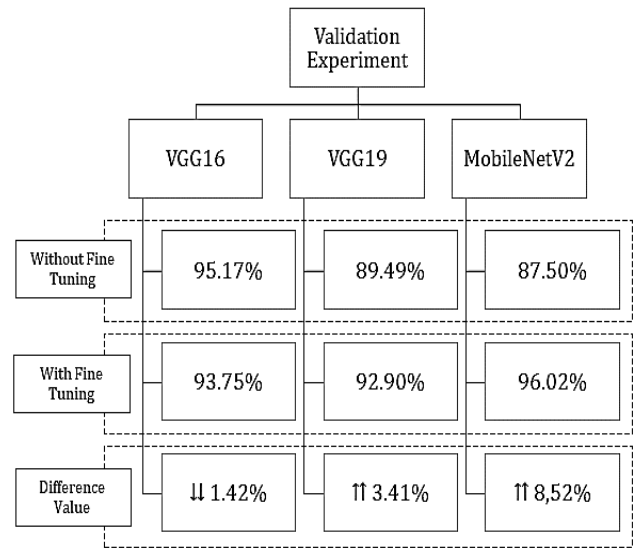 Validation
Experiment
VGG16
VGG19
MobileNetV2
Without Fine
Tuning
95.17%
89.49%
87.50%
With Fine
Tuning
93.75%
92.90%
96.02%
Difference
Value
⇊ 1.42%
⇈ 3.41%
⇈ 8,52%